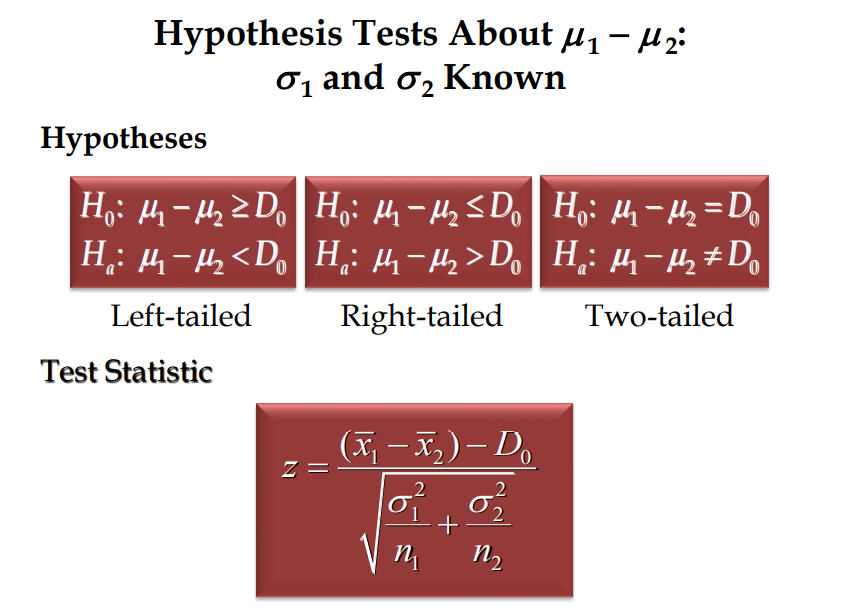 Hypothesis Tests About μ₁ − μ₂:
σ₁ and σ₂ Known
Hypotheses
H₀: μ₁ − μ₂ ≥ D₀ H₀: μ₁ − μ₂ ≤ D₀ H₀: μ₁ − μ₂ = D₀
Hₐ: μ₁ − μ₂ < D₀ Hₐ: μ₁ − μ₂ > D₀ Hₐ: μ₁ − μ₂ ≠ D₀
Left-tailed Right-tailed Two-tailed
Test Statistic
z = ((x̄₁ − x̄₂) − D₀) / √(σ₁²/n₁ + σ₂²/n₂)